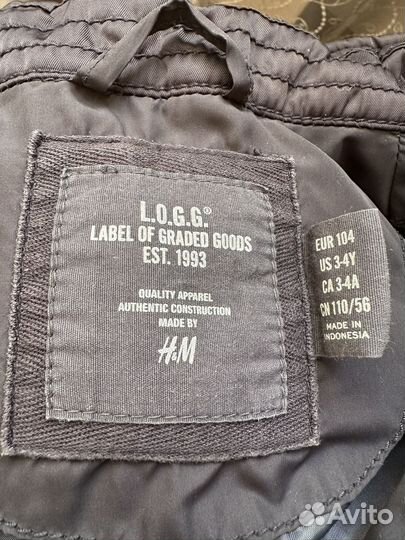 L.O.G.G.®
LABEL OF GRADED GOODS
EST. 1993
QUALITY APPAREL
AUTHENTIC CONSTRUCTION
MADE BY
H&M
EUR 104
US 3-4Y
CA 3-4A
CN 110/56
MADE IN
INDONESIA
Avito